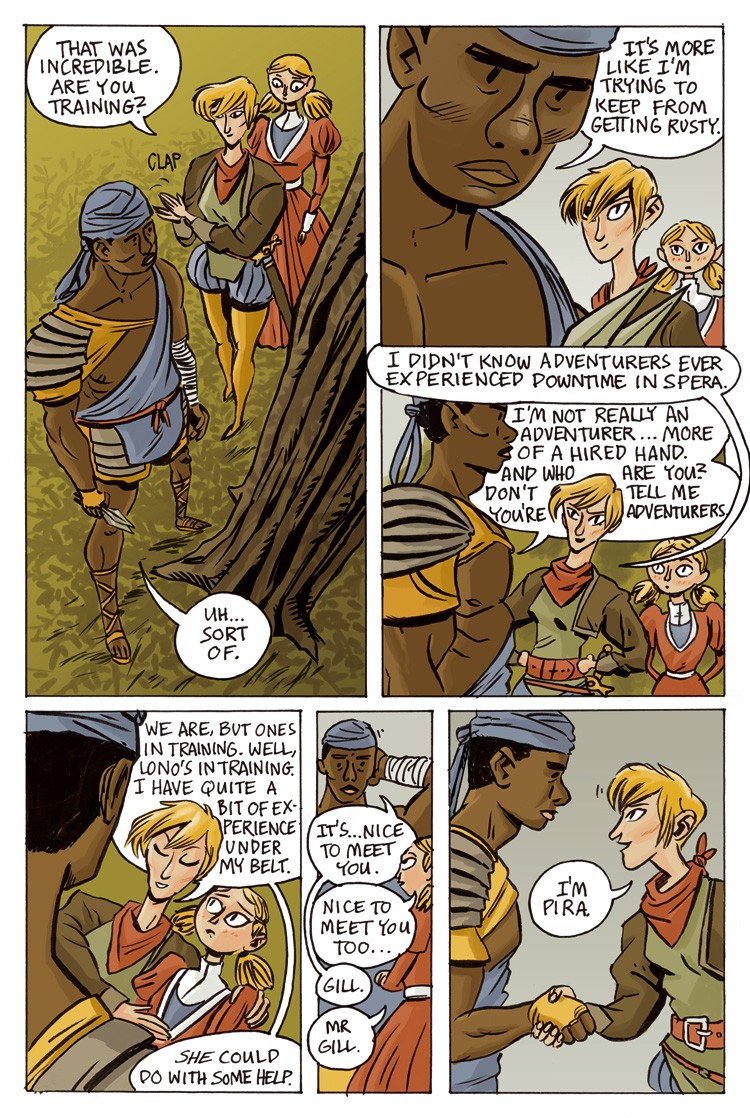 THAT WAS
INCREDIBLE.
ARE YOU
TRAINING?
CLAP
UH...
SORT
OF.
IT'S MORE
LIKE I'M
TRYING TO
KEEP FROM
GETTING RUSTY.
I DIDN'T KNOW ADVENTURERS EVER
EXPERIENCED DOWNTIME IN SPERA.
I'M NOT REALLY AN
ADVENTURER... MORE
OF A HIRED HAND.
AND WHO ARE YOU?
DON'T TELL ME
YOU'RE ADVENTURERS
WE ARE, BUT ONES
IN TRAINING. WELL,
LONO'S IN TRAINING.
I HAVE QUITE A
BIT OF EX-
PERIENCE
UNDER
MY BELT.
SHE COULD
DO WITH SOME HELP.
IT'S...NICE
TO MEET
YOU.
NICE TO
MEET YOU
TOO...
GILL.
MR
GILL.
I'M
PIRA.